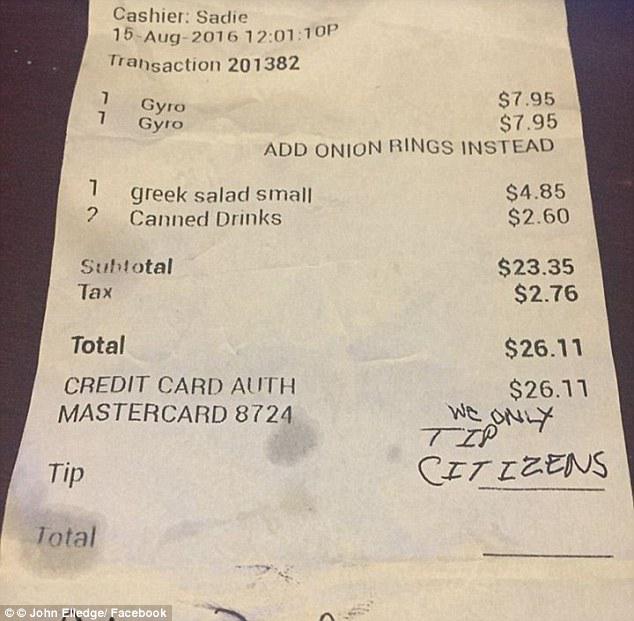 Cashier: Sadie
15-Aug-2016 12:01:10P
Transaction 201382
1 Gyro $7.95
1 Gyro $7.95
ADD ONION RINGS INSTEAD
1 greek salad small $4.85
2 Canned Drinks $2.60
Subtotal $23.35
Tax $2.76
Total $26.11
CREDIT CARD AUTH $26.11
MASTERCARD 8724
WE ONLY
TIP
CITIZENS
Tip
Total
© © John Elledge/ Facebook